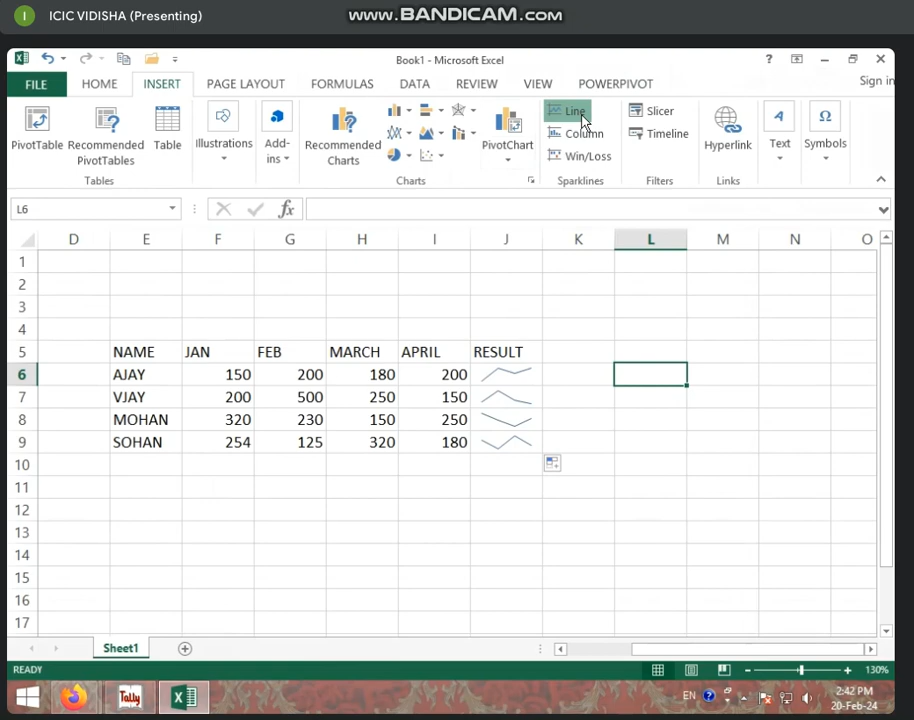 I ICIC VIDISHA (Presenting)
WWW.BANDICAM.COM
Book1 - Microsoft Excel
FILE HOME INSERT PAGE LAYOUT FORMULAS DATA REVIEW VIEW POWERPIVOT Sign in
PivotTable Recommended PivotTables Table Illustrations Add-ins Recommended Charts PivotChart Line Column Win/Loss Slicer Timeline Hyperlink Text Symbols
Tables Charts Sparklines Filters Links
L6 fx
D E F G H I J K L M N O
1
2
3
4
5 NAME JAN FEB MARCH APRIL RESULT
6 AJAY 150 200 180 200
7 VJAY 200 500 250 150
8 MOHAN 320 230 150 250
9 SOHAN 254 125 320 180
10
11
12
13
14
15
16
17
Sheet1
READY 130%
Tally EN 2:42 PM
20-Feb-24